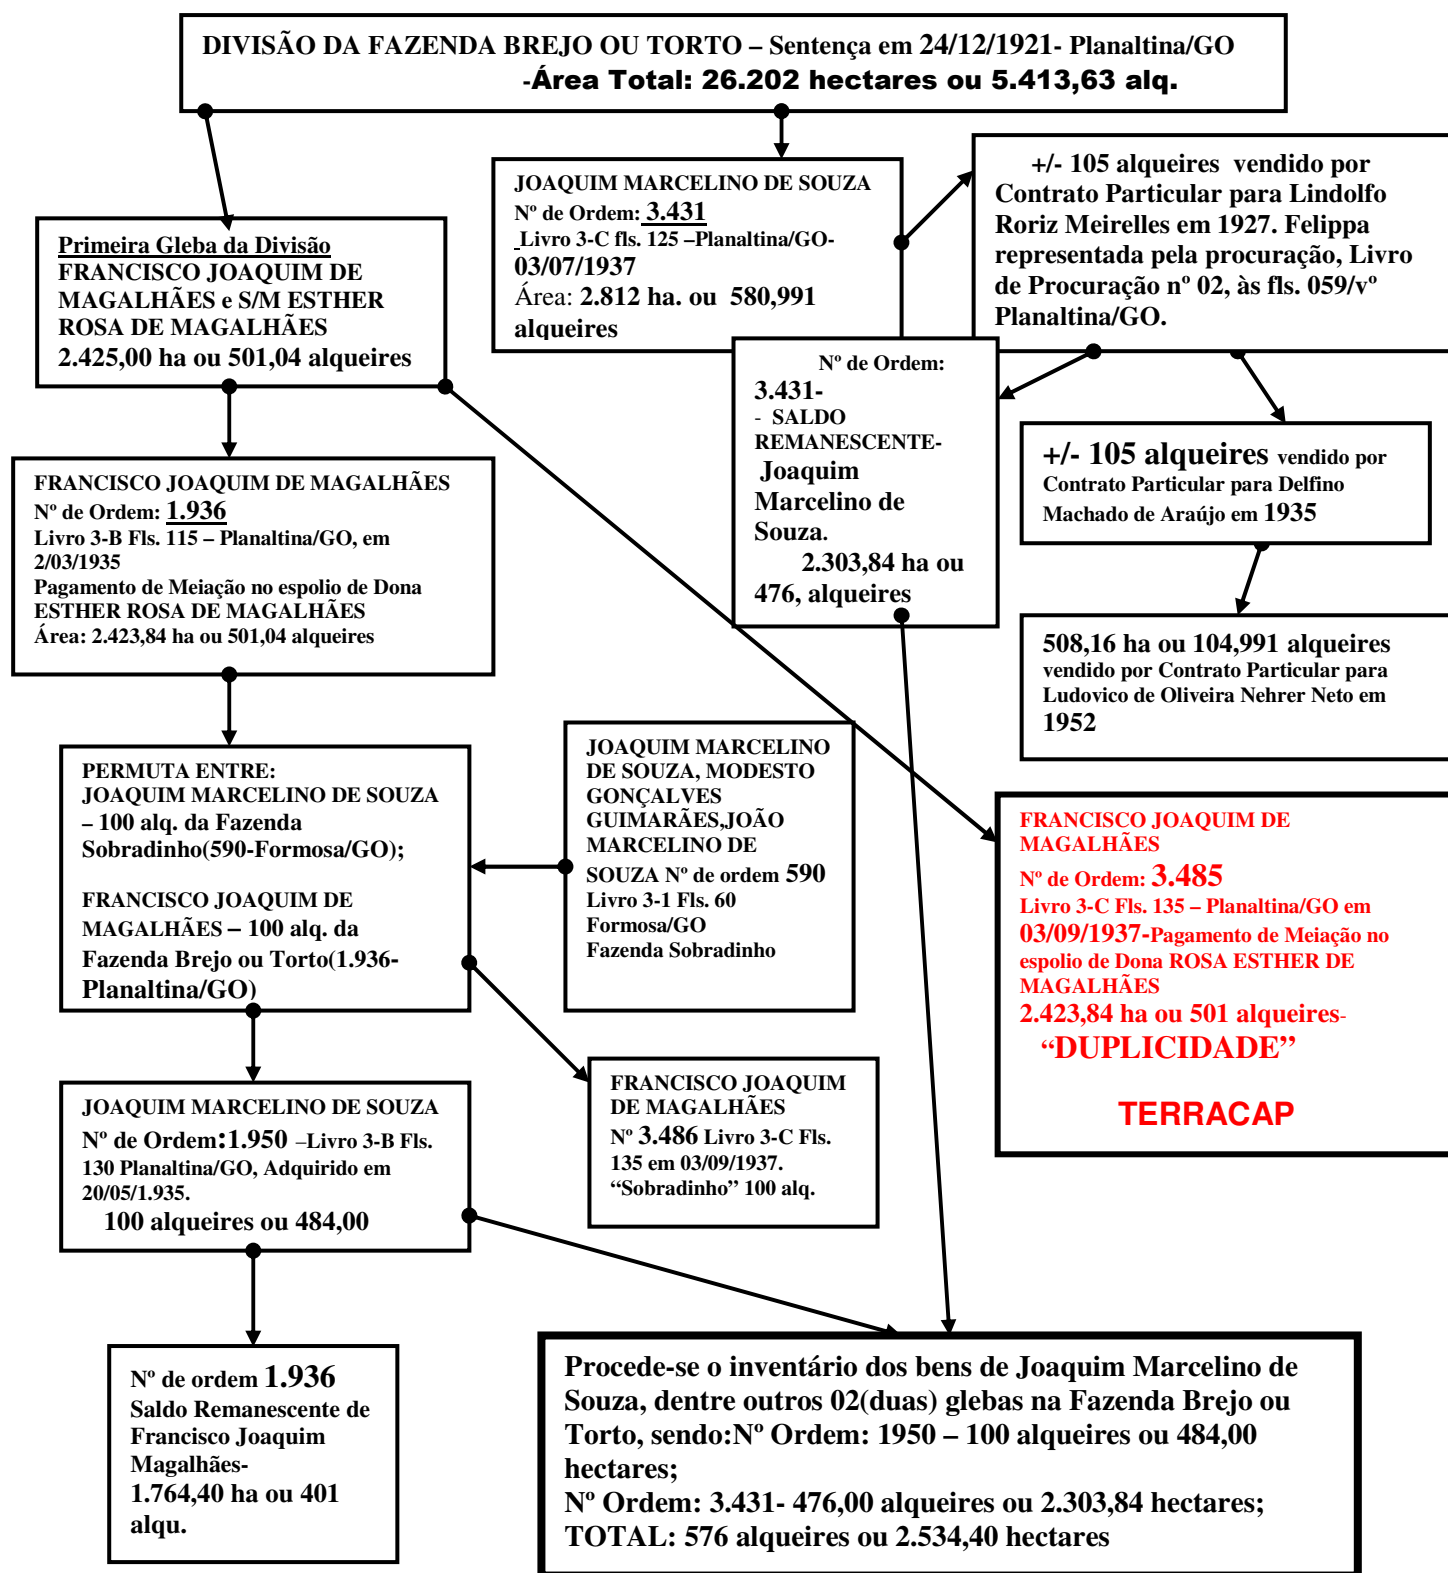 DIVISÃO DA FAZENDA BREJO OU TORTO – Sentença em 24/12/1921- Planaltina/GO
-Área Total: 26.202 hectares ou 5.413,63 alq.
Primeira Gleba da Divisão
FRANCISCO JOAQUIM DE
MAGALHÃES e S/M ESTHER
ROSA DE MAGALHÃES
2.425,00 ha ou 501,04 alqueires
JOAQUIM MARCELINO DE SOUZA
Nº de Ordem: 3.431
Livro 3-C fls. 125 –Planaltina/GO-
03/07/1937
Área: 2.812 ha. ou 580,991
alqueires
+/- 105 alqueires vendido por
Contrato Particular para Lindolfo
Roriz Meirelles em 1927. Felippa
representada pela procuração, Livro
de Procuração nº 02, às fls. 059/vº
Planaltina/GO.
Nº de Ordem:
3.431-
- SALDO
REMANESCENTE-
Joaquim
Marcelino de
Souza.
2.303,84 ha ou
476, alqueires
+/- 105 alqueires vendido por
Contrato Particular para Delfino
Machado de Araújo em 1935
508,16 ha ou 104,991 alqueires
vendido por Contrato Particular para
Ludovico de Oliveira Nehrer Neto em
1952
FRANCISCO JOAQUIM DE MAGALHÃES
Nº de Ordem: 1.936
Livro 3-B Fls. 115 – Planaltina/GO, em
2/03/1935
Pagamento de Meiação no espolio de Dona
ESTHER ROSA DE MAGALHÃES
Área: 2.423,84 ha ou 501,04 alqueires
PERMUTA ENTRE:
JOAQUIM MARCELINO DE SOUZA
– 100 alq. da Fazenda
Sobradinho(590-Formosa/GO);
FRANCISCO JOAQUIM DE
MAGALHÃES – 100 alq. da
Fazenda Brejo ou Torto(1.936-
Planaltina/GO)
JOAQUIM MARCELINO
DE SOUZA, MODESTO
GONÇALVES
GUIMARÃES,JOÃO
MARCELINO DE
SOUZA Nº de ordem 590
Livro 3-1 Fls. 60
Formosa/GO
Fazenda Sobradinho
FRANCISCO JOAQUIM DE
MAGALHÃES
Nº de Ordem: 3.485
Livro 3-C Fls. 135 – Planaltina/GO em
03/09/1937-Pagamento de Meiação no
espolio de Dona ROSA ESTHER DE
MAGALHÃES
2.423,84 ha ou 501 alqueires-
“DUPLICIDADE”
TERRACAP
JOAQUIM MARCELINO DE SOUZA
Nº de Ordem:1.950 –Livro 3-B Fls.
130 Planaltina/GO, Adquirido em
20/05/1.935.
100 alqueires ou 484,00
FRANCISCO JOAQUIM
DE MAGALHÃES
Nº 3.486 Livro 3-C Fls.
135 em 03/09/1937.
“Sobradinho” 100 alq.
Nº de ordem 1.936
Saldo Remanescente de
Francisco Joaquim
Magalhães-
1.764,40 ha ou 401
alqu.
Procede-se o inventário dos bens de Joaquim Marcelino de
Souza, dentre outros 02(duas) glebas na Fazenda Brejo ou
Torto, sendo:Nº Ordem: 1950 – 100 alqueires ou 484,00
hectares;
Nº Ordem: 3.431- 476,00 alqueires ou 2.303,84 hectares;
TOTAL: 576 alqueires ou 2.534,40 hectares